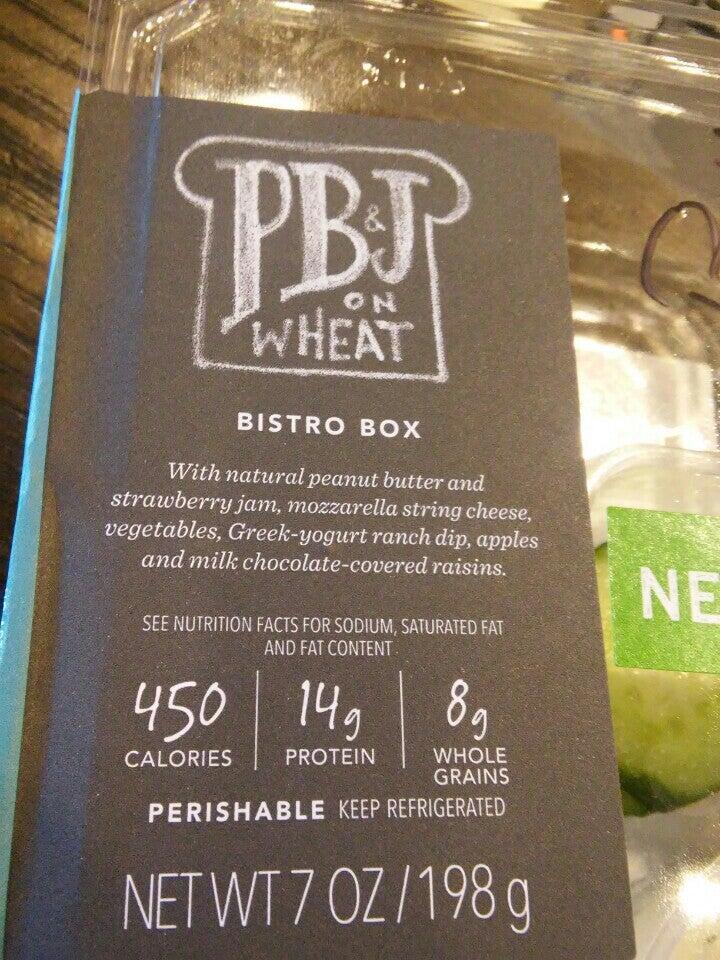 PB&J
ON
WHEAT
BISTRO BOX
With natural peanut butter and
strawberry jam, mozzarella string cheese,
vegetables, Greek-yogurt ranch dip, apples
and milk chocolate-covered raisins.
SEE NUTRITION FACTS FOR SODIUM, SATURATED FAT
AND FAT CONTENT
450 14g 8g
CALORIES PROTEIN WHOLE
GRAINS
PERISHABLE KEEP REFRIGERATED
NET WT 7 OZ/198 g
NE